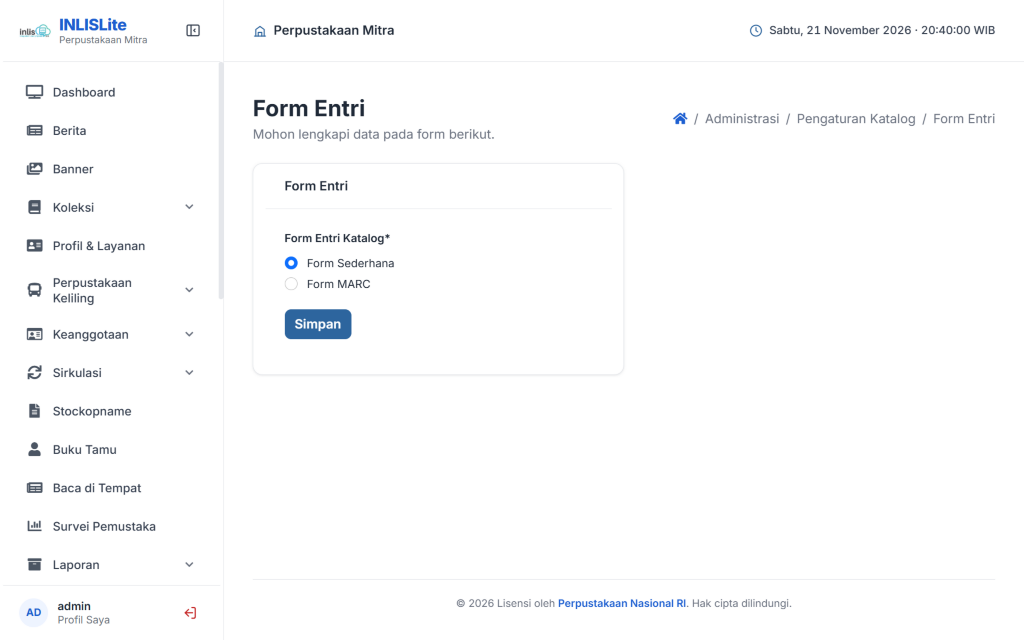 inlis
INLISLite
Perpustakaan Mitra
Perpustakaan Mitra
Sabtu, 21 November 2026 · 20:40:00 WIB
Dashboard
Berita
Banner
Koleksi
Profil & Layanan
Perpustakaan
Keliling
Keanggotaan
Sirkulasi
Stockopname
Buku Tamu
Baca di Tempat
Survei Pemustaka
Laporan
AD
admin
Profil Saya
Form Entri
Mohon lengkapi data pada form berikut.
/ Administrasi / Pengaturan Katalog / Form Entri
Form Entri
Form Entri Katalog*
Form Sederhana
Form MARC
Simpan
© 2026 Lisensi oleh Perpustakaan Nasional RI. Hak cipta dilindungi.